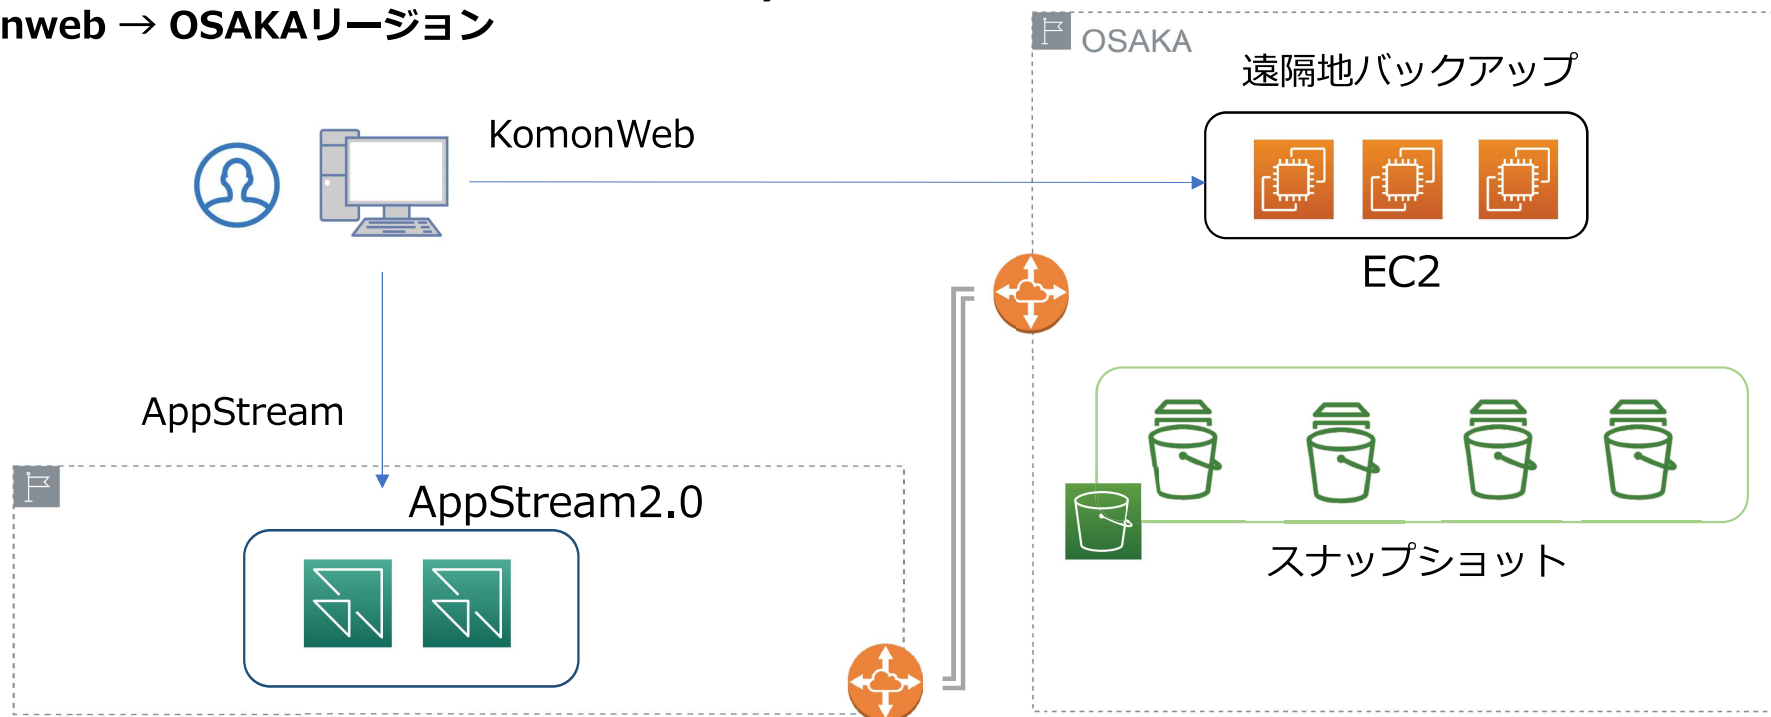 nweb → OSAKAリージョン
OSAKA
遠隔地バックアップ
KomonWeb
EC2
AppStream
AppStream2.0
スナップショット